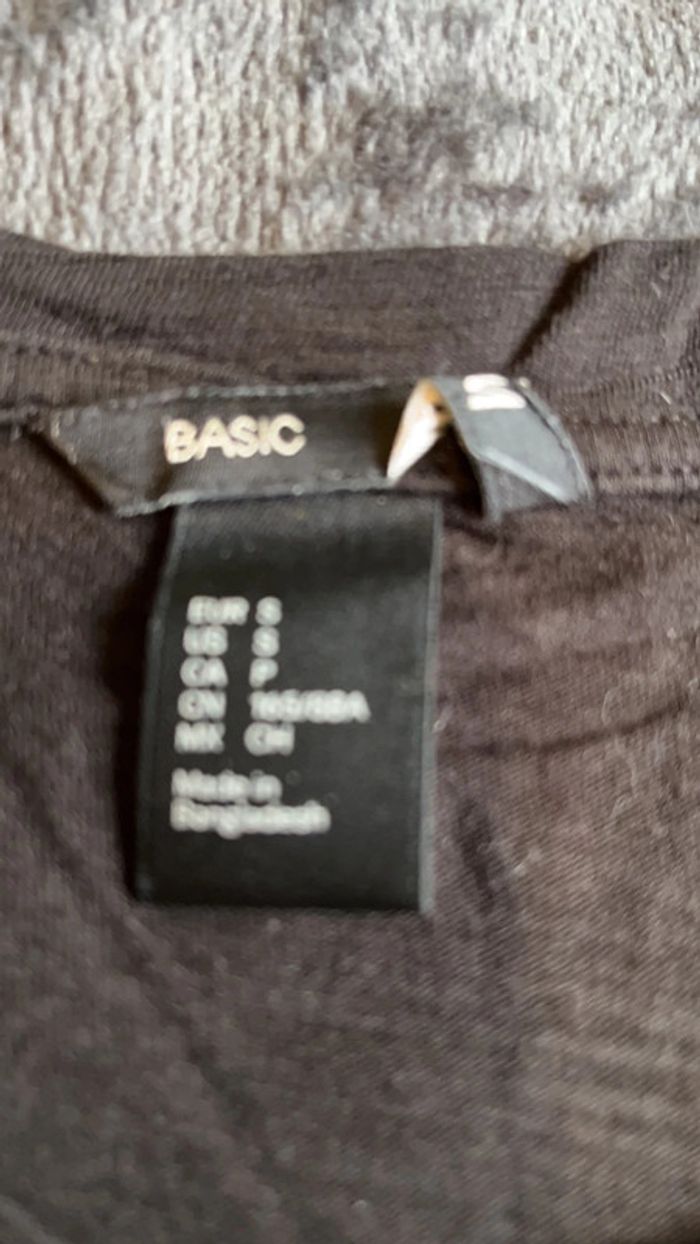 BASIC
EUR S
US S
CA P
CN 165/88A
MX CH
Made in
Bangladesh